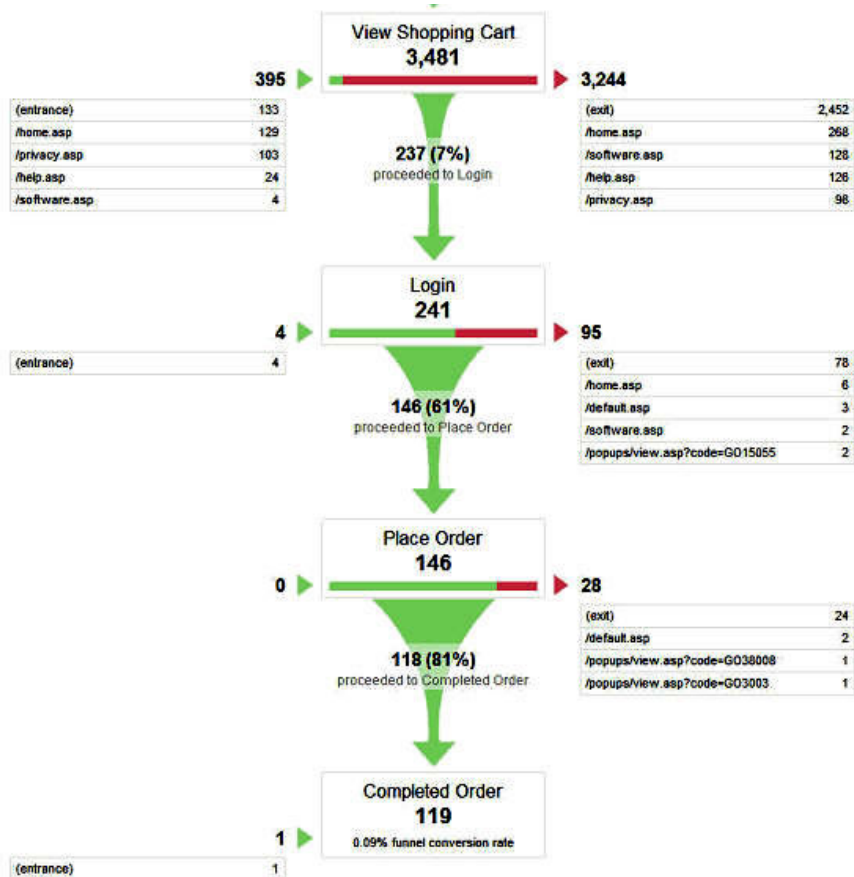 View Shopping Cart
3,481
395
3,244
(entrance) 133
/home.asp 129
/privacy.asp 103
/help.asp 24
/software.asp 4
(exit) 2,452
/home.asp 268
/software.asp 128
/help.asp 126
/privacy.asp 98
237 (7%)
proceeded to Login
Login
241
4
95
(entrance) 4
(exit) 78
/home.asp 6
/default.asp 3
/software.asp 2
/popups/view.asp?code=GO15055 2
146 (61%)
proceeded to Place Order
Place Order
146
0
28
(exit) 24
/default.asp 2
/popups/view.asp?code=GO38008 1
/popups/view.asp?code=GO3003 1
118 (81%)
proceeded to Completed Order
Completed Order
119
0.09% funnel conversion rate
1
(entrance) 1